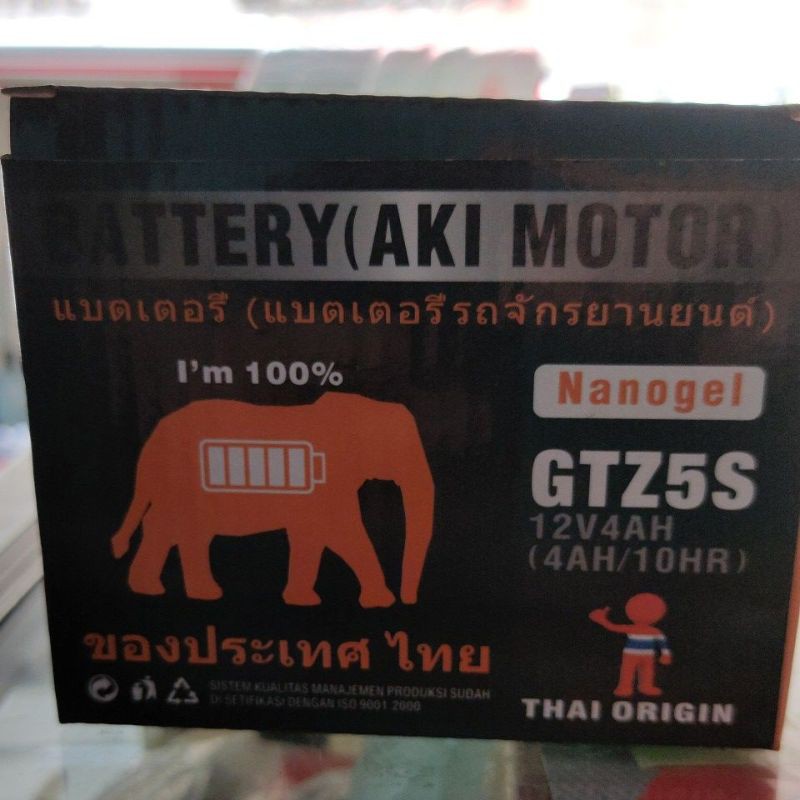 BATTERY(AKI MOTOR)
แบตเตอรี่ (แบตเตอรี่รถจักรยานยนต์)
I'm 100%
Nanogel
GTZ5S
12V4AH
(4AH/10HR)
ของประเทศ ไทย
SISTEM KUALITAS MANAJEMEN PRODUKSI SUDAH
DI SETIFIKASI DENGAN ISO 9001 2000
THAI ORIGIN